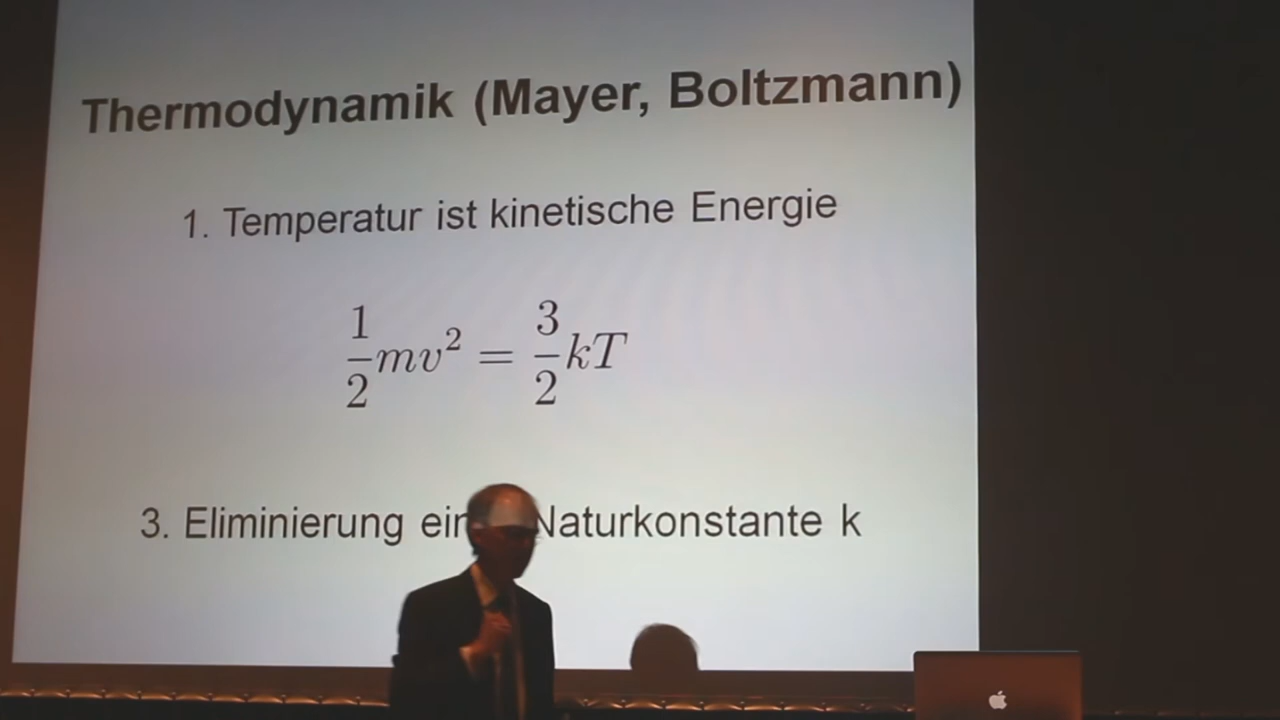 Thermodynamik (Mayer, Boltzmann)
1. Temperatur ist kinetische Energie
1/2 mv² = 3/2 kT
3. Eliminierung Naturkonstante k